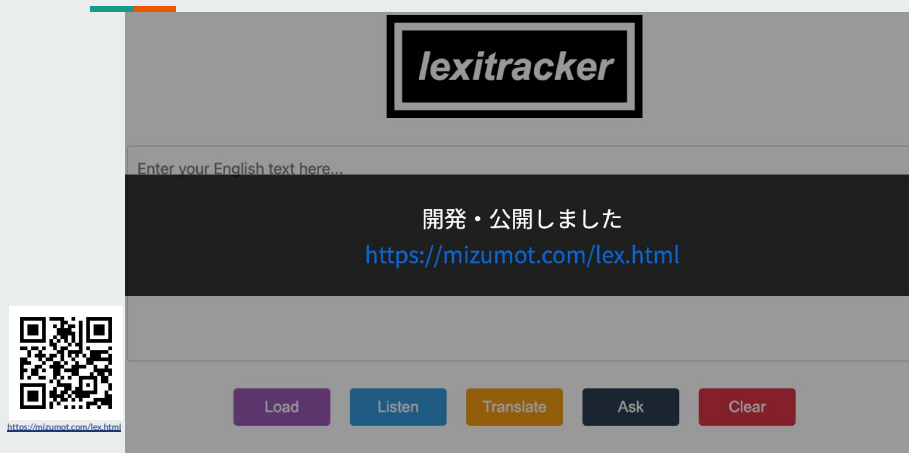 lexitracker
Enter your English text here...
開発・公開しました
https://mizumot.com/lex.html
https://mizumot.com/lex.html
Load
Listen
Translate
Ask
Clear